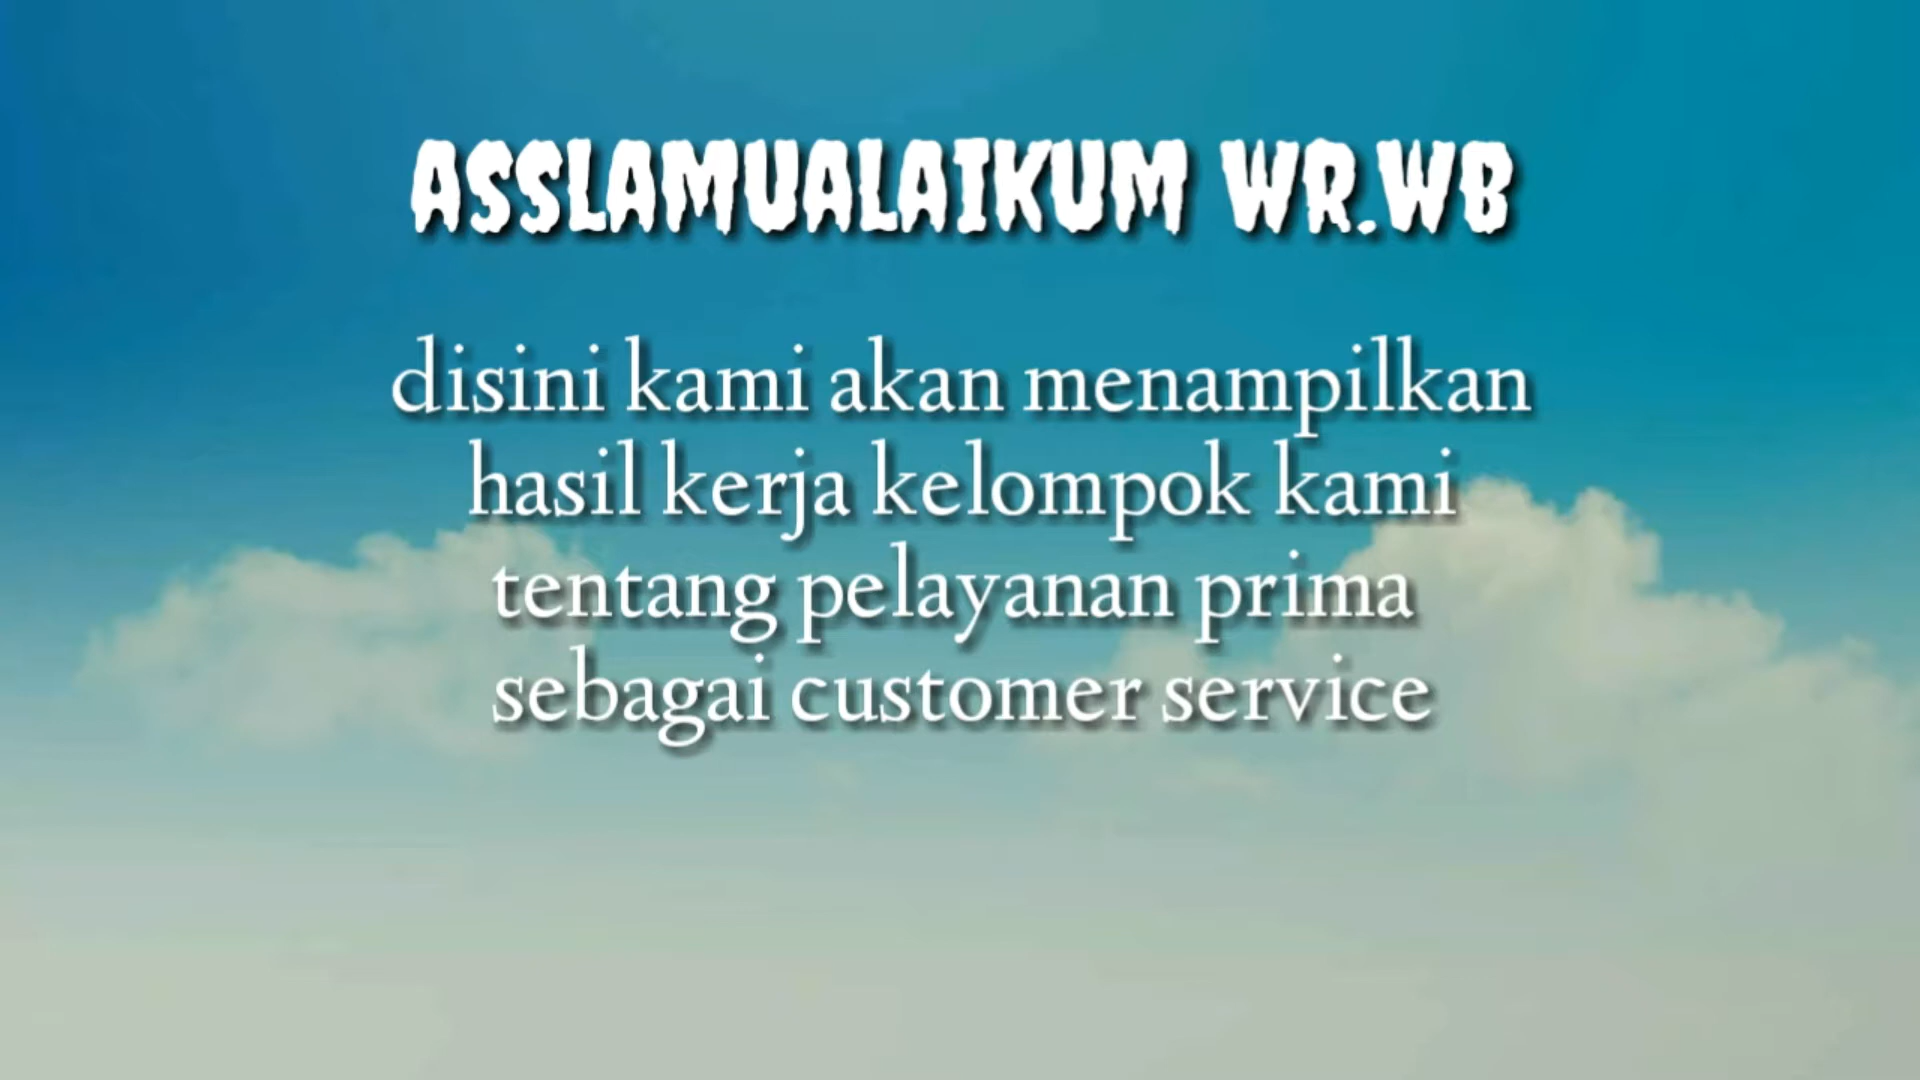 ASSLAMUALAIKUM WR.WB
disini kami akan menampilkan
hasil kerja kelompok kami
tentang pelayanan prima
sebagai customer service